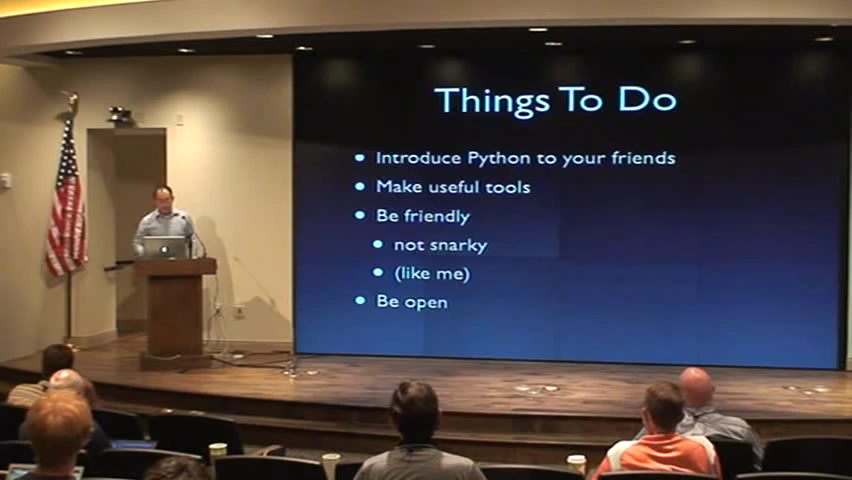 Things To Do
• Introduce Python to your friends
• Make useful tools
• Be friendly
• not snarky
• (like me)
• Be open